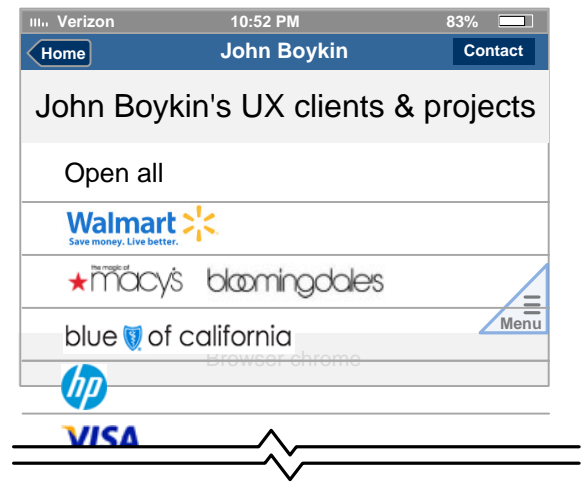 Verizon 10:52 PM 83%
Home John Boykin Contact
John Boykin's UX clients & projects
Open all
Walmart
Save money. Live better.
the magic of
macy's bloomingdale's
Menu
blue of california
Browser chrome
hp
VISA